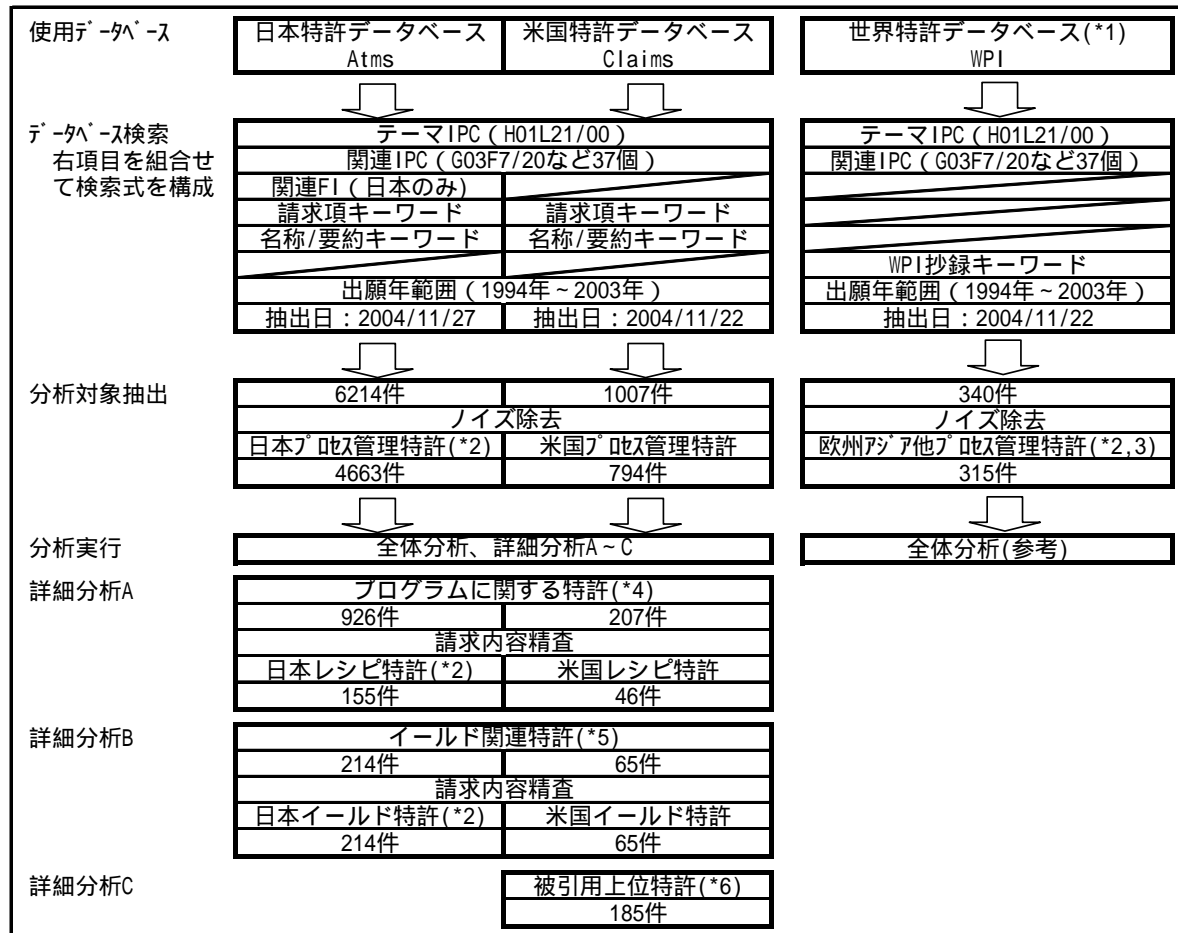 使用ﾃﾞｰﾀﾍﾞｰｽ
日本特許データベース 米国特許データベース 世界特許データベース(*1)
Atms Claims WPI
ﾃﾞｰﾀﾍﾞｰｽ検索
右項目を組合せ
て検索式を構成
テーマIPC（H01L21/00） テーマIPC（H01L21/00）
関連IPC（G03F7/20など37個） 関連IPC（G03F7/20など37個）
関連FI（日本のみ）
請求項キーワード 請求項キーワード
名称/要約キーワード 名称/要約キーワード
WPI抄録キーワード
出願年範囲（1994年～2003年） 出願年範囲（1994年～2003年）
抽出日：2004/11/27 抽出日：2004/11/22 抽出日：2004/11/22
分析対象抽出
6214件 1007件 340件
ノイズ除去 ノイズ除去
日本ﾌﾟﾛｾｽ管理特許(*2) 米国ﾌﾟﾛｾｽ管理特許 欧州ｱｼﾞｱ他ﾌﾟﾛｾｽ管理特許(*2,3)
4663件 794件 315件
分析実行
全体分析、詳細分析A～C 全体分析(参考)
詳細分析A
プログラムに関する特許(*4)
926件 207件
請求内容精査
日本レシピ特許(*2) 米国レシピ特許
155件 46件
詳細分析B
イールド関連特許(*5)
214件 65件
請求内容精査
日本イールド特許(*2) 米国イールド特許
214件 65件
詳細分析C
被引用上位特許(*6)
185件